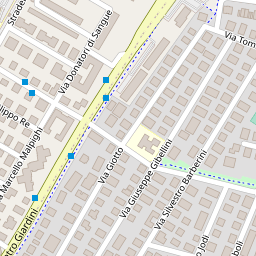 Strade
Via Donatori di Sangue
Via Tom
ilippo Re
Via Marcello Malpighi
Via Giotto
Via Giuseppe Gibellini
Via Silvestro Barberini
tro Giardini
o Jodi
boli